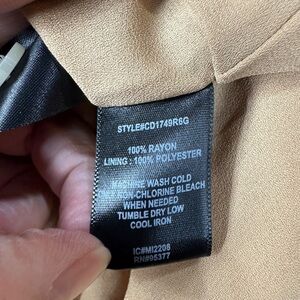 STYLE#CD1749R6G
100% RAYON
LINING : 100% POLYESTER
MACHINE WASH COLD
NON-CHLORINE BLEACH
WHEN NEEDED
TUMBLE DRY LOW
COOL IRON
IC#MI2208
RN#95377